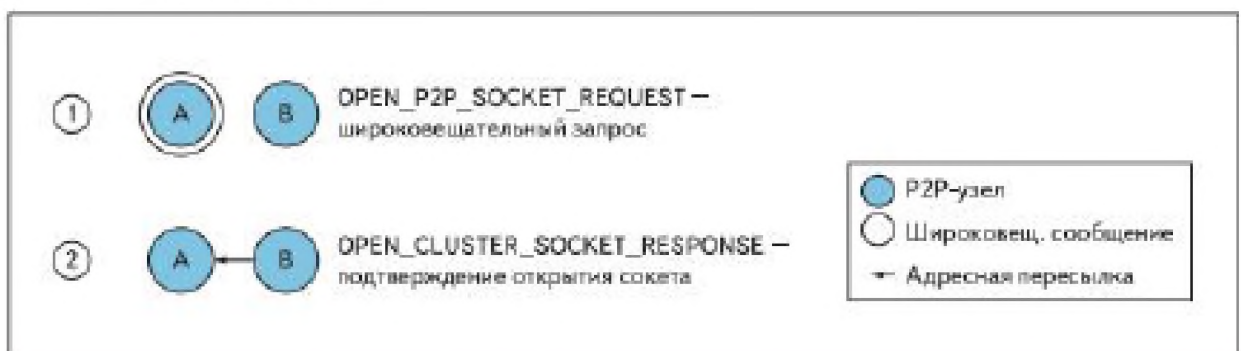 1
A
B
OPEN_P2P_SOCKET_REQUEST —
широковещательный запрос
2
A
B
OPEN_CLUSTER_SOCKET_RESPONSE —
подтверждение открытия сокета
P2P-узел
Широковещ. сообщение
Адресная пересылка